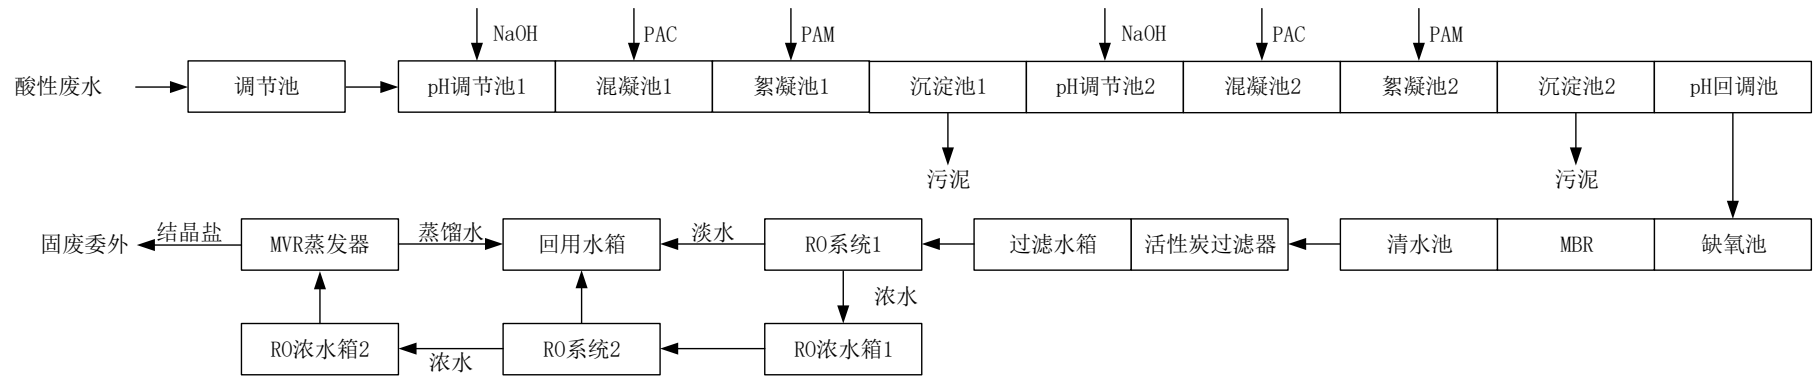 NaOH
PAC
PAM
NaOH
PAC
PAM
酸性废水
调节池
pH调节池1
混凝池1
絮凝池1
沉淀池1
pH调节池2
混凝池2
絮凝池2
沉淀池2
pH回调池
污泥
污泥
固废委外
结晶盐
MVR蒸发器
蒸馏水
回用水箱
淡水
RO系统1
过滤水箱
活性炭过滤器
清水池
MBR
缺氧池
浓水
RO浓水箱2
浓水
RO系统2
RO浓水箱1